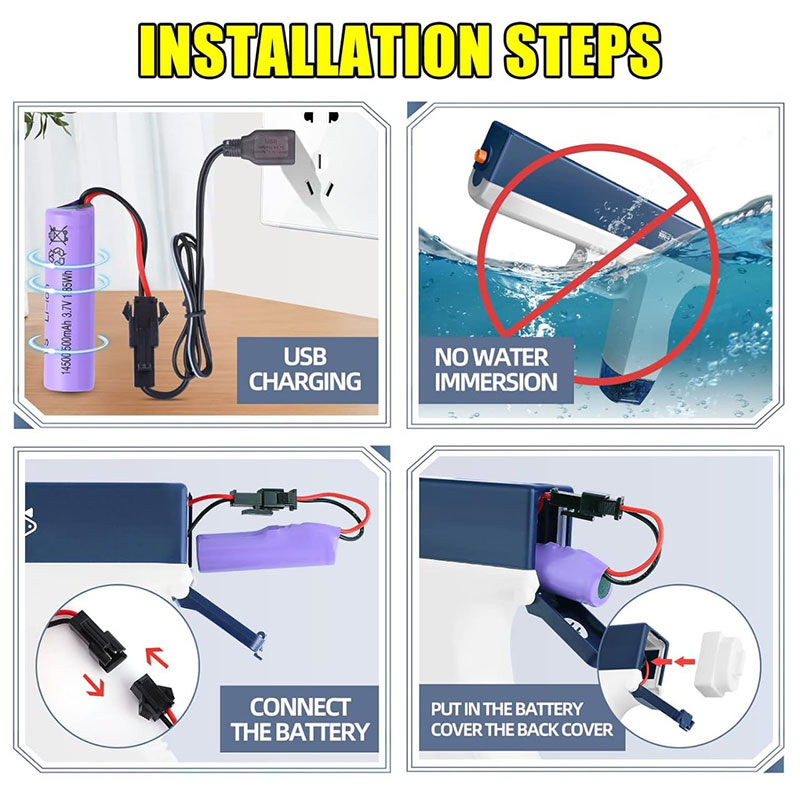 INSTALLATION STEPS
USB
USB
CHARGING
14500 500mAh 3.7V 1.85Wh
NO WATER
IMMERSION
CONNECT
THE BATTERY
PUT IN THE BATTERY
COVER THE BACK COVER